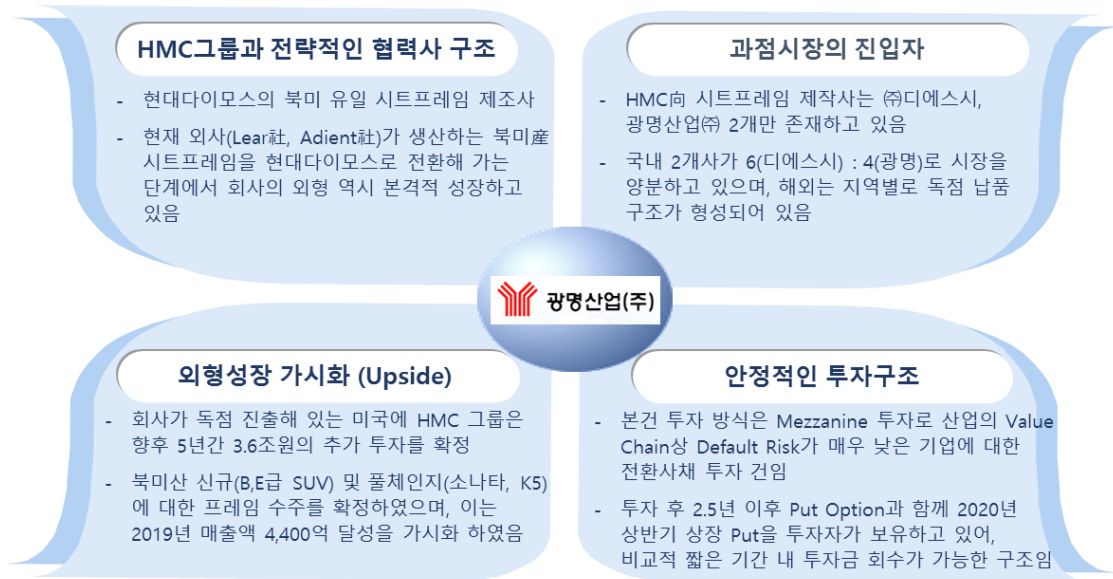 HMC그룹과 전략적인 협력사 구조
- 현대다이모스의 북미 유일 시트프레임 제조사
- 현재 외사(Lear社, Adient社)가 생산하는 북미産
시트프레임을 현대다이모스로 전환해 가는
단계에서 회사의 외형 역시 본격적 성장하고
있음
과점시장의 진입자
- HMC向 시트프레임 제작사는 ㈜디에스시,
광명산업㈜ 2개만 존재하고 있음
- 국내 2개사가 6(디에스시) : 4(광명)로 시장을
양분하고 있으며, 해외는 지역별로 독점 납품
구조가 형성되어 있음
광명산업(주)
외형성장 가시화 (Upside)
- 회사가 독점 진출해 있는 미국에 HMC 그룹은
향후 5년간 3.6조원의 추가 투자를 확정
- 북미산 신규(B,E급 SUV) 및 풀체인지(소나타, K5)
에 대한 프레임 수주를 확정하였으며, 이는
2019년 매출액 4,400억 달성을 가시화 하였음
안정적인 투자구조
- 본건 투자 방식은 Mezzanine 투자로 산업의 Value
Chain상 Default Risk가 매우 낮은 기업에 대한
전환사채 투자 건임
- 투자 후 2.5년 이후 Put Option과 함께 2020년
상반기 상장 Put을 투자자가 보유하고 있어,
비교적 짧은 기간 내 투자금 회수가 가능한 구조임